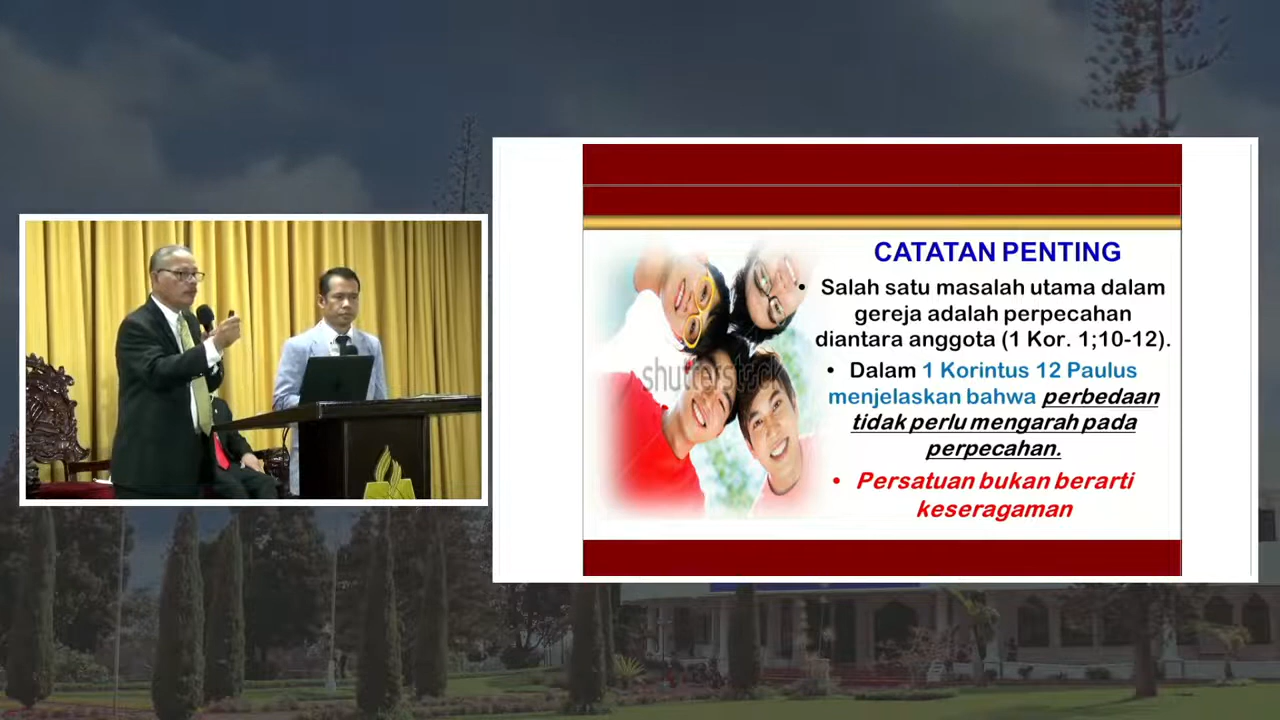 CATATAN PENTING
• Salah satu masalah utama dalam
gereja adalah perpecahan
diantara anggota (1 Kor. 1;10-12).
• Dalam 1 Korintus 12 Paulus
menjelaskan bahwa perbedaan
tidak perlu mengarah pada
perpecahan.
• Persatuan bukan berarti
keseragaman
shutterstock